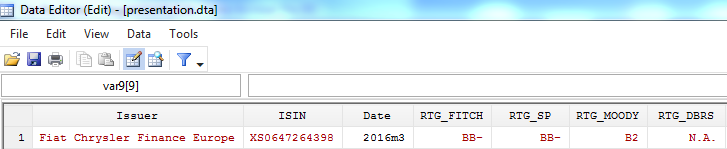 Data Editor (Edit) - [presentation.dta]
File Edit View Data Tools
var9[9]
Issuer ISIN Date RTG_FITCH RTG_SP RTG_MOODY RTG_DBRS
1 Fiat Chrysler Finance Europe XS0647264398 2016m3 BB- BB- B2 N.A.